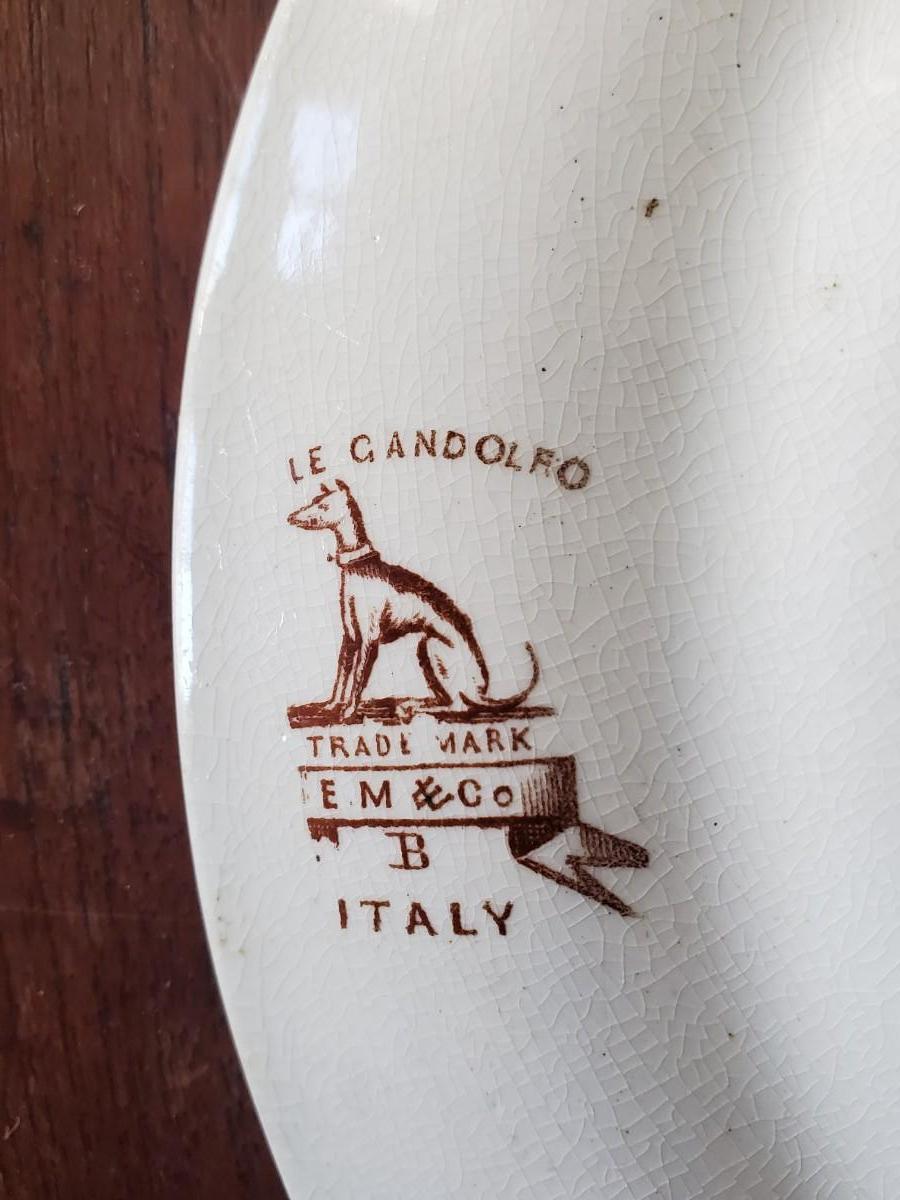 LE GANDOLFO
TRADE MARK
E.M & Co
B
ITALY